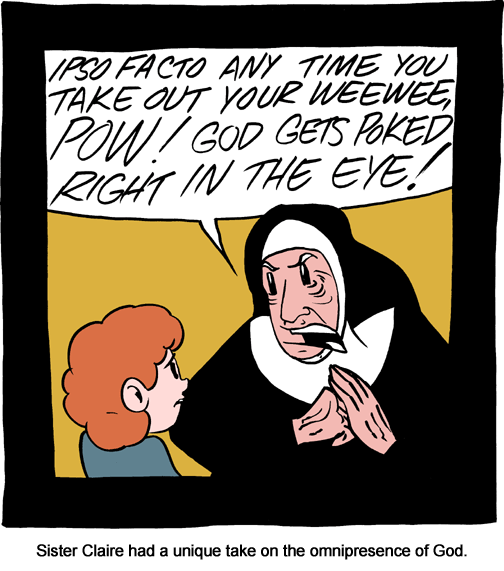 IPSO FACTO ANY TIME YOU
TAKE OUT YOUR WEEWEE,
POW! GOD GETS POKED
RIGHT IN THE EYE!
Sister Claire had a unique take on the omnipresence of God.